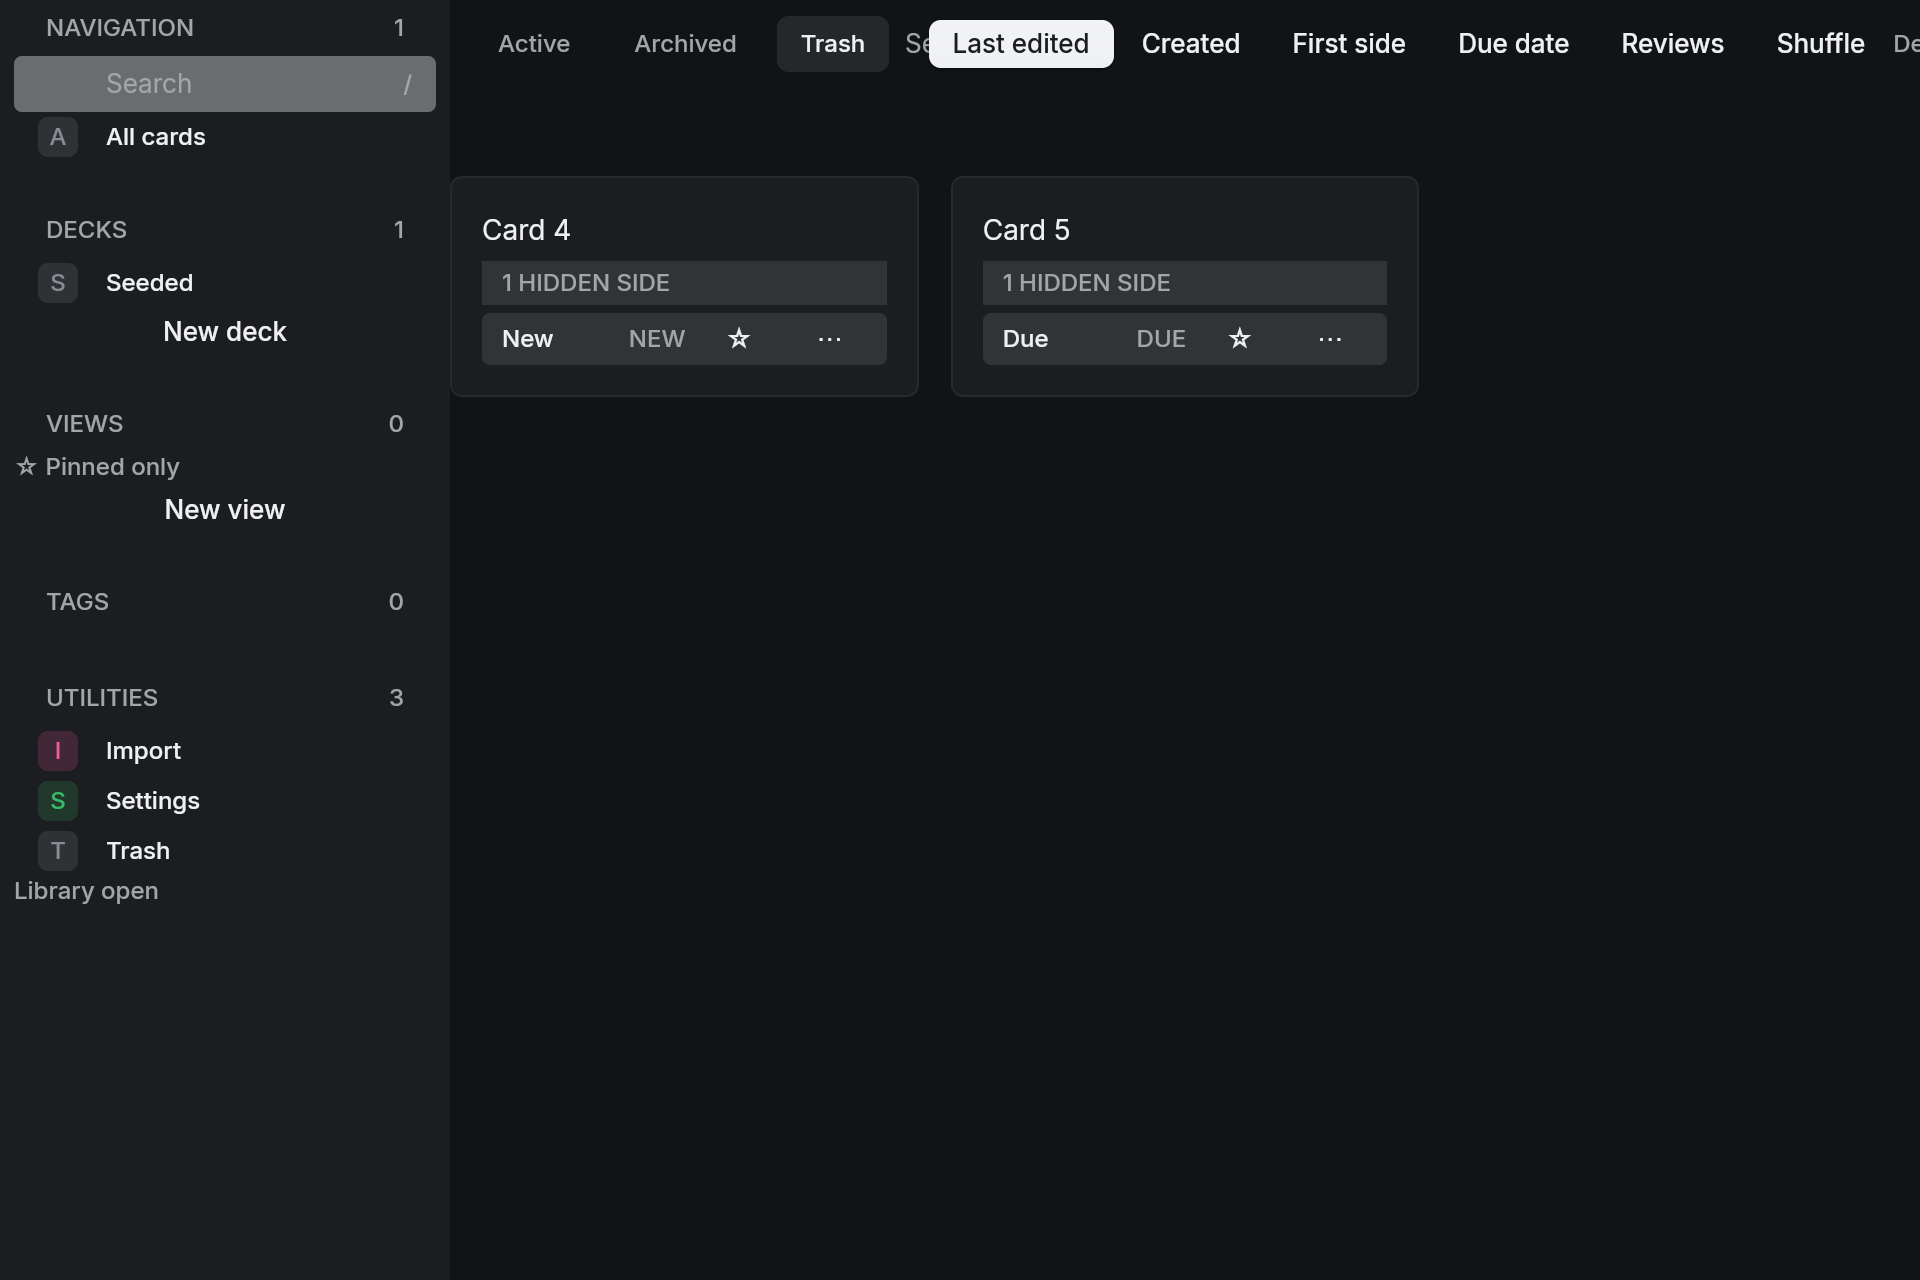 NAVIGATION 1
Search /
A All cards
DECKS 1
S Seeded
New deck
VIEWS 0
☆ Pinned only
New view
TAGS 0
UTILITIES 3
I Import
S Settings
T Trash
Library open
Active Archived Trash Last edited Created First side Due date Reviews Shuffle
Card 4
1 HIDDEN SIDE
New NEW ☆ ...
Card 5
1 HIDDEN SIDE
Due DUE ☆ ...